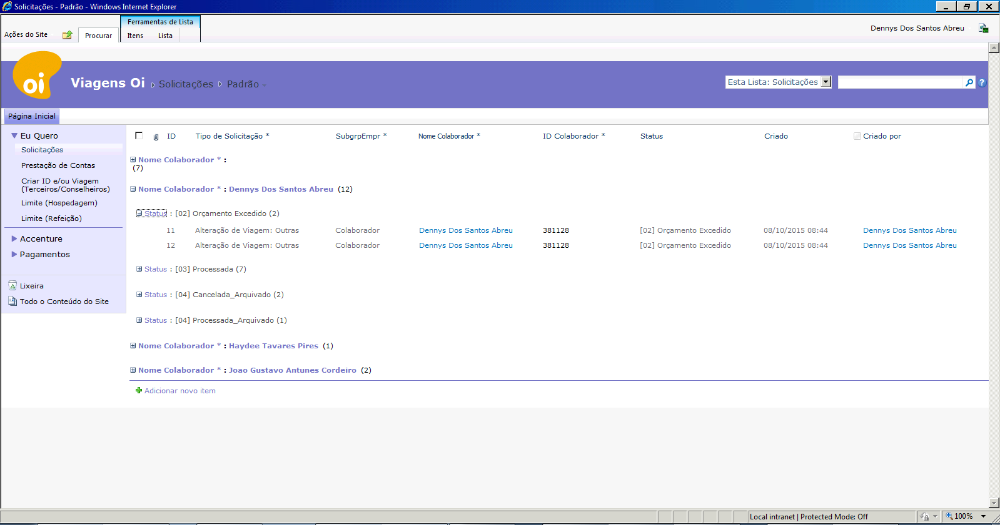 Solicitações - Padrão - Windows Internet Explorer
Ferramentas de Lista
Ações do Site
Procurar
Itens
Lista
Dennys Dos Santos Abreu
oi
Viagens Oi
Solicitações
Padrão
Esta Lista: Solicitações
?
Página Inicial
Eu Quero
Solicitações
Prestação de Contas
Criar ID e/ou Viagem
(Terceiros/Conselheiros)
Limite (Hospedagem)
Limite (Refeição)
Accenture
Pagamentos
Lixeira
Todo o Conteúdo do Site
ID Tipo de Solicitação * SubgrpEmpr * Nome Colaborador * ID Colaborador * Status Criado Criado por
Nome Colaborador * :
(7)
Nome Colaborador * : Dennys Dos Santos Abreu (12)
Status : [02] Orçamento Excedido (2)
11 Alteração de Viagem: Outras Colaborador Dennys Dos Santos Abreu 381128 [02] Orçamento Excedido 08/10/2015 08:44 Dennys Dos Santos Abreu
12 Alteração de Viagem: Outras Colaborador Dennys Dos Santos Abreu 381128 [02] Orçamento Excedido 08/10/2015 08:44 Dennys Dos Santos Abreu
Status : [03] Processada (7)
Status : [04] Cancelada_Arquivado (2)
Status : [04] Processada_Arquivado (1)
Nome Colaborador * : Haydee Tavares Pires (1)
Nome Colaborador * : Joao Gustavo Antunes Cordeiro (2)
Adicionar novo item
Local intranet | Protected Mode: Off
100%